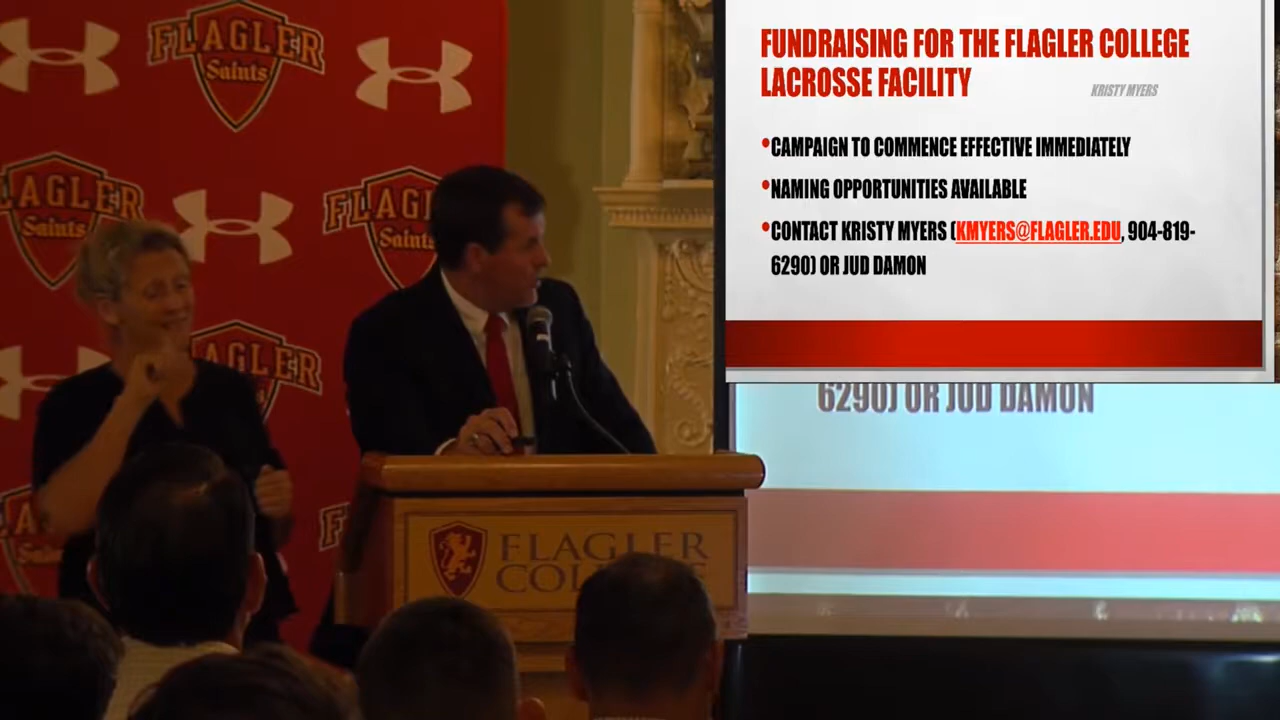 FLAGLER
Saints
FLAGLER
Saints
FLAGL
Saints
AGLER
FLAGLER
COLLEGE
FUNDRAISING FOR THE FLAGLER COLLEGE
LACROSSE FACILITY
KRISTY MYERS
•CAMPAIGN TO COMMENCE EFFECTIVE IMMEDIATELY
•NAMING OPPORTUNITIES AVAILABLE
•CONTACT KRISTY MYERS (KMYERS@FLAGLER.EDU, 904-819-
6290) OR JUD DAMON
6290) OR JUD DAMON